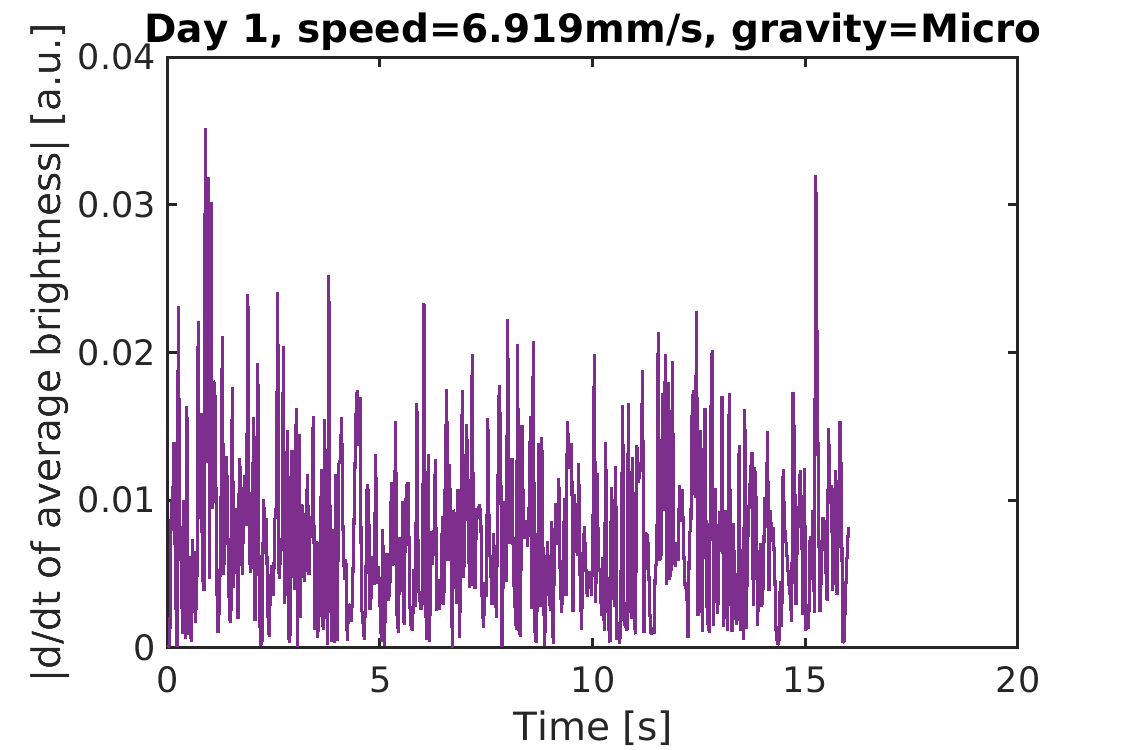 Day 1, speed=6.919mm/s, gravity=Micro
|d/dt of average brightness| [a.u.]
0.04
0.03
0.02
0.01
0
0 5 10 15 20
Time [s]